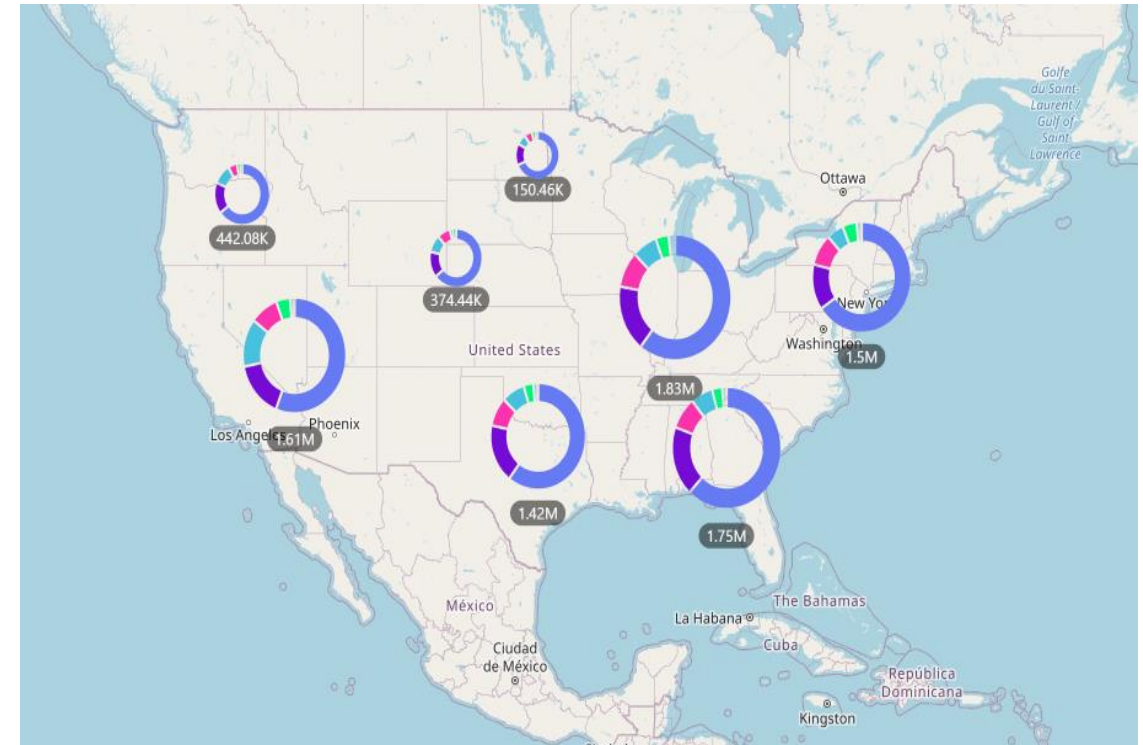 Golfe
du Saint-
Laurent /
Gulf of
Saint
Lawrence
Ottawa
150.46K
442.08K
374.44K
New Yor
Washington
1.5M
United States
1.83M
Phoenix
Los Angeles
1.61M
1.42M
1.75M
The Bahamas
México
La Habana
Cuba
Ciudad
de México
República
Dominicana
Kingston